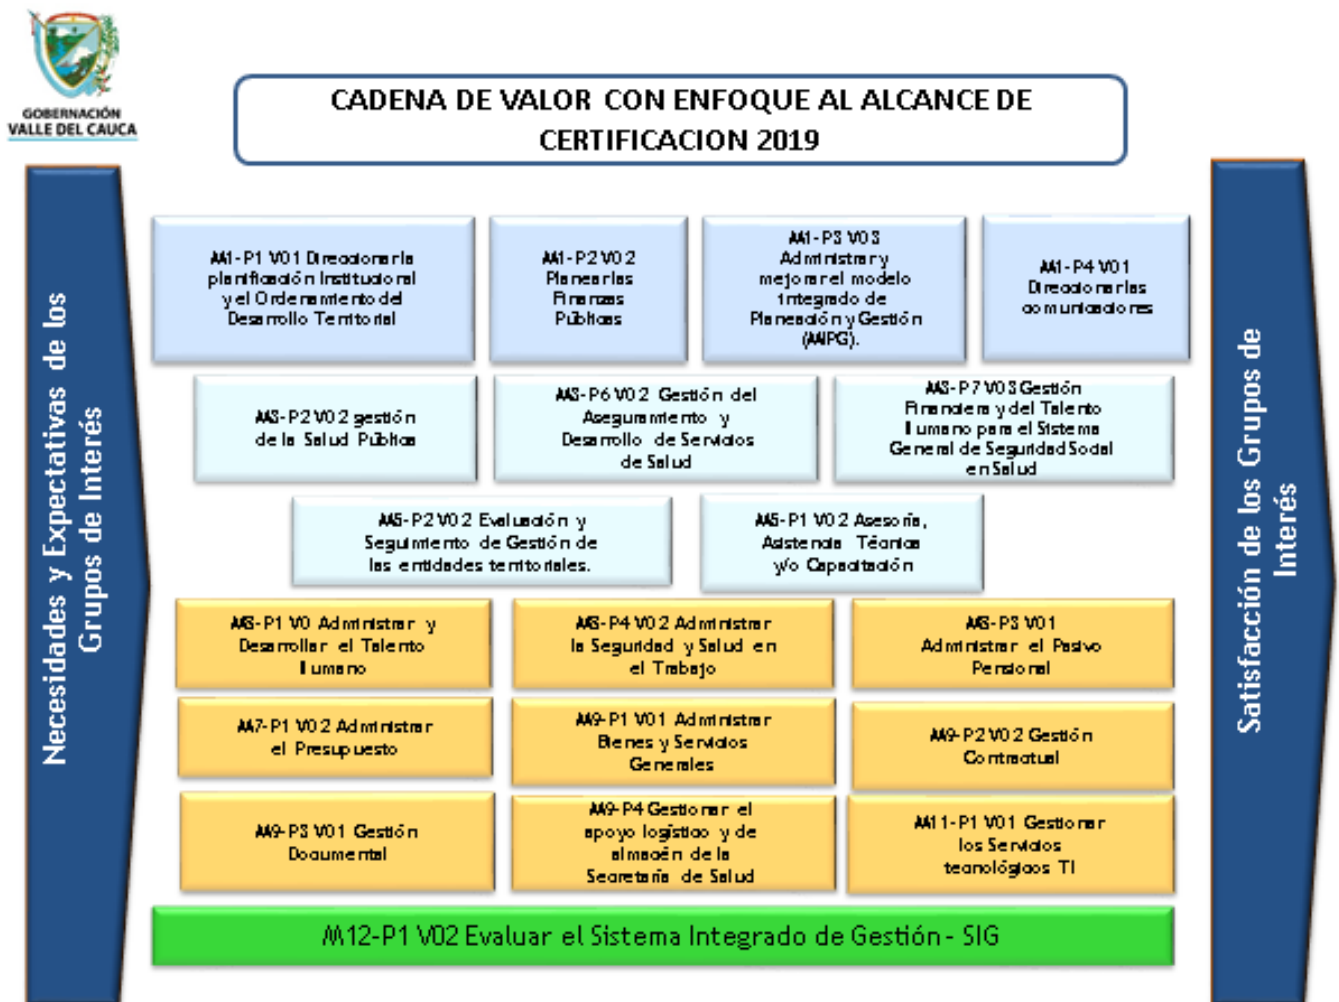 GOBERNACIÓN
VALLE DEL CAUCA
CADENA DE VALOR CON ENFOQUE AL ALCANCE DE
CERTIFICACION 2019
Necesidades y Expectativas de los
Grupos de Interés
M1-P1 V01 Direccionar la
planificación Institucional
y el Ordenamiento del
Desarrollo Territorial
M1-P2 V02
Planear las
Finanzas
Públicas
M1-P3 V03
Administrar y
mejorar el modelo
Integrado de
Planeación y Gestión
(MIPG).
M1-P4 V01
Direccionar las
comunicaciones
M3-P2 V02 gestión
de la Salud Pública
M3-P6 V02 Gestión del
Aseguramiento y
Desarrollo de Servicios
de Salud
M3-P7 V03 Gestión
Financiera y del Talento
Humano para el Sistema
General de Seguridad Social
en Salud
M5-P2 V02 Evaluación y
Seguimiento de Gestión de
las entidades territoriales.
M5-P1 V02 Asesoría,
Asistencia Técnica
y/o Capacitación
M8-P1 V0 Administrar y
Desarrollar el Talento
Humano
M8-P4 V02 Administrar
la Seguridad y Salud en
el Trabajo
M8-P3 V01
Administrar el Pasivo
Pensional
M7-P1 V02 Administrar
el Presupuesto
M9-P1 V01 Administrar
Bienes y Servicios
Generales
M9-P2 V02 Gestión
Contractual
M9-P3 V01 Gestión
Documental
M9-P4 Gestionar el
apoyo logístico y de
almacén de la
Secretaría de Salud
M11-P1 V01 Gestionar
los Servicios
tecnológicos TI
M12-P1 V02 Evaluar el Sistema Integrado de Gestión - SIG
Satisfacción de los Grupos de
Interés